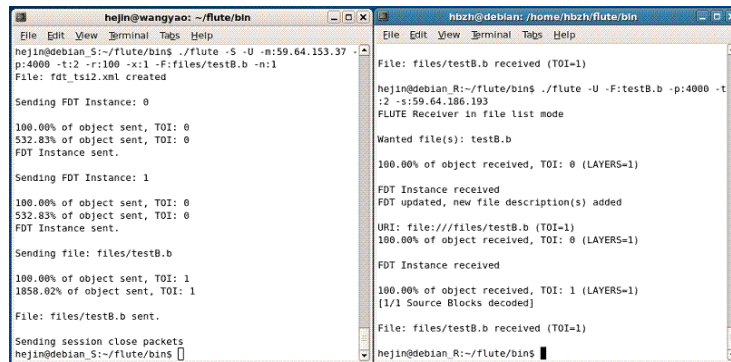 hejin@wangyao: ~/flute/bin
File Edit View Terminal Tabs Help
hejin@debian_S:~/flute/bin$ ./flute -S -U -m:59.64.153.37 -
p:4000 -t:2 -r:100 -x:1 -F:files/testB.b -n:1
File: fdt_tsi2.xml created
Sending FDT Instance: 0
100.00% of object sent, TOI: 0
532.83% of object sent, TOI: 0
FDT Instance sent.
Sending FDT Instance: 1
100.00% of object sent, TOI: 0
532.83% of object sent, TOI: 0
FDT Instance sent.
Sending file: files/testB.b
100.00% of object sent, TOI: 1
1858.02% of object sent, TOI: 1
File: files/testB.b sent.
Sending session close packets
hejin@debian_S:~/flute/bin$
hbzh@debian: /home/hbzh/flute/bin
File Edit View Terminal Tabs Help
File: files/testB.b received (TOI=1)
hejin@debian_R:~/flute/bin$ ./flute -U -F:testB.b -p:4000 -t
:2 -s:59.64.186.193
FLUTE Receiver in file list mode
Wanted file(s): testB.b
100.00% of object received, TOI: 0 (LAYERS=1)
FDT Instance received
FDT updated, new file description(s) added
URI: file:///files/testB.b (TOI=1)
100.00% of object received, TOI: 0 (LAYERS=1)
FDT Instance received
100.00% of object received, TOI: 1 (LAYERS=1)
[1/1 Source Blocks decoded]
File: files/testB.b received (TOI=1)
hejin@debian_R:~/flute/bin$